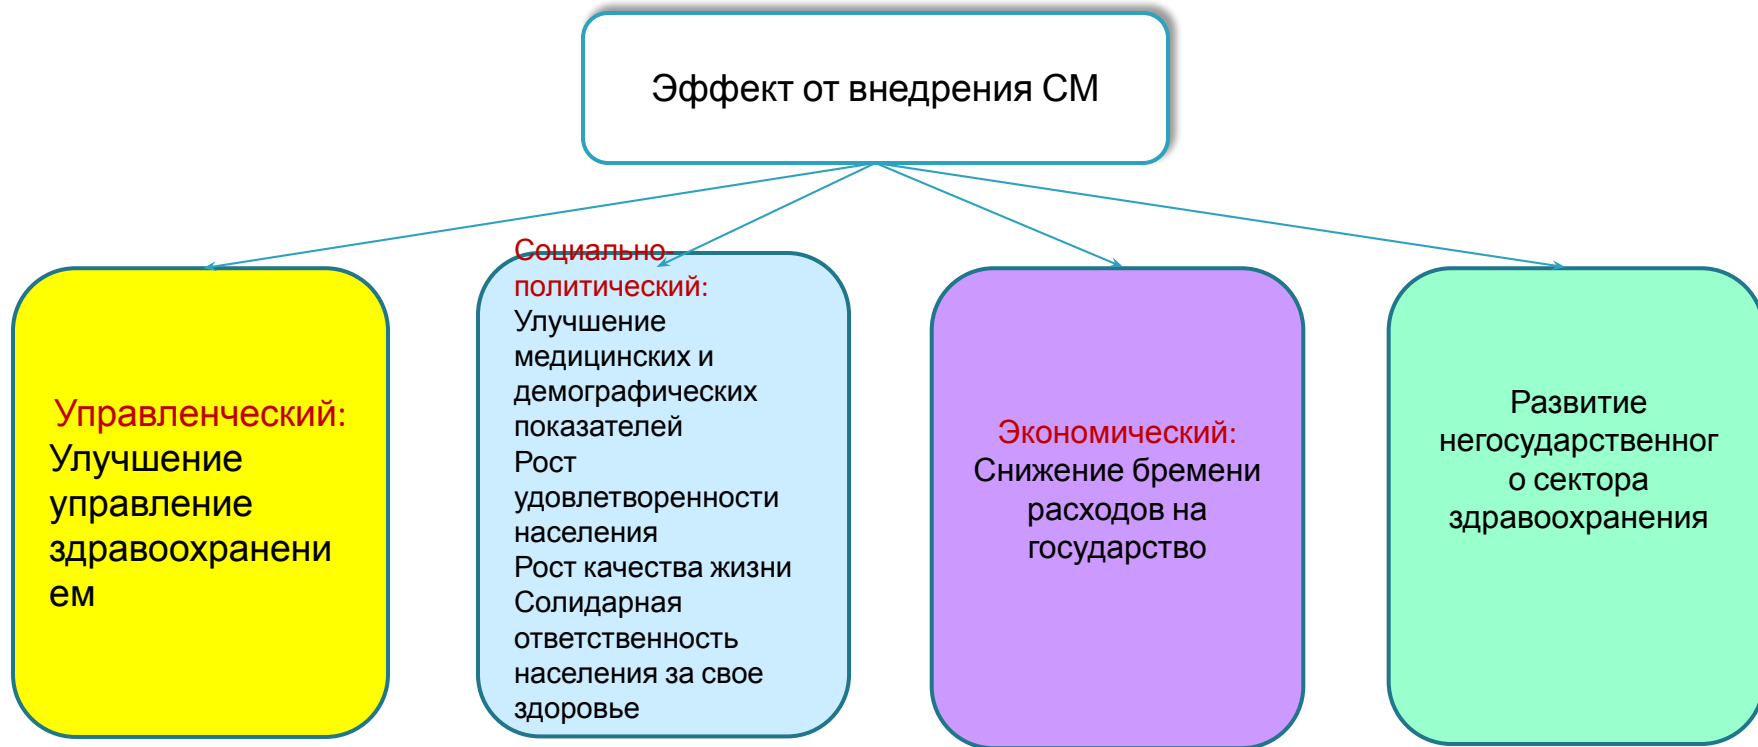 Эффект от внедрения СМ
Управленческий:
Улучшение
управление
здравоохранени
ем
Социально-
политический:
Улучшение
медицинских и
демографических
показателей
Рост
удовлетворенности
населения
Рост качества жизни
Солидарная
ответственность
населения за свое
здоровье
Экономический:
Снижение бремени
расходов на
государство
Развитие
негосударственног
о сектора
здравоохранения